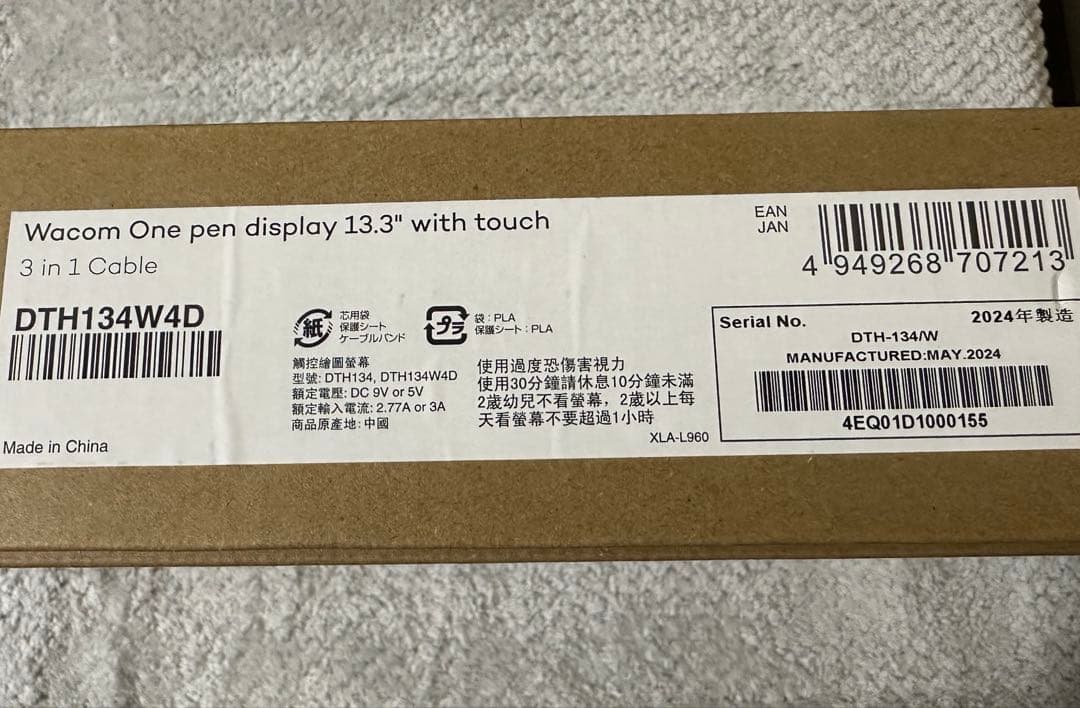 Wacom One pen display 13.3" with touch
3 in 1 Cable
DTH134W4D
Made in China
紙
芯用袋
保護シート
ケーブルバンド
プラ
袋：PLA
保護シート：PLA
觸控繪圖螢幕
型號: DTH134, DTH134W4D
額定電壓: DC 9V or 5V
額定輸入電流: 2.77A or 3A
商品原產地: 中國
使用過度恐傷害視力
使用30分鐘請休息10分鐘未滿
2歲幼兒不看螢幕，2歲以上每
天看螢幕不要超過1小時
XLA-L960
EAN
JAN
4 949268 707213
Serial No.
2024年製造
DTH-134/W
MANUFACTURED:MAY.2024
4EQ01D1000155